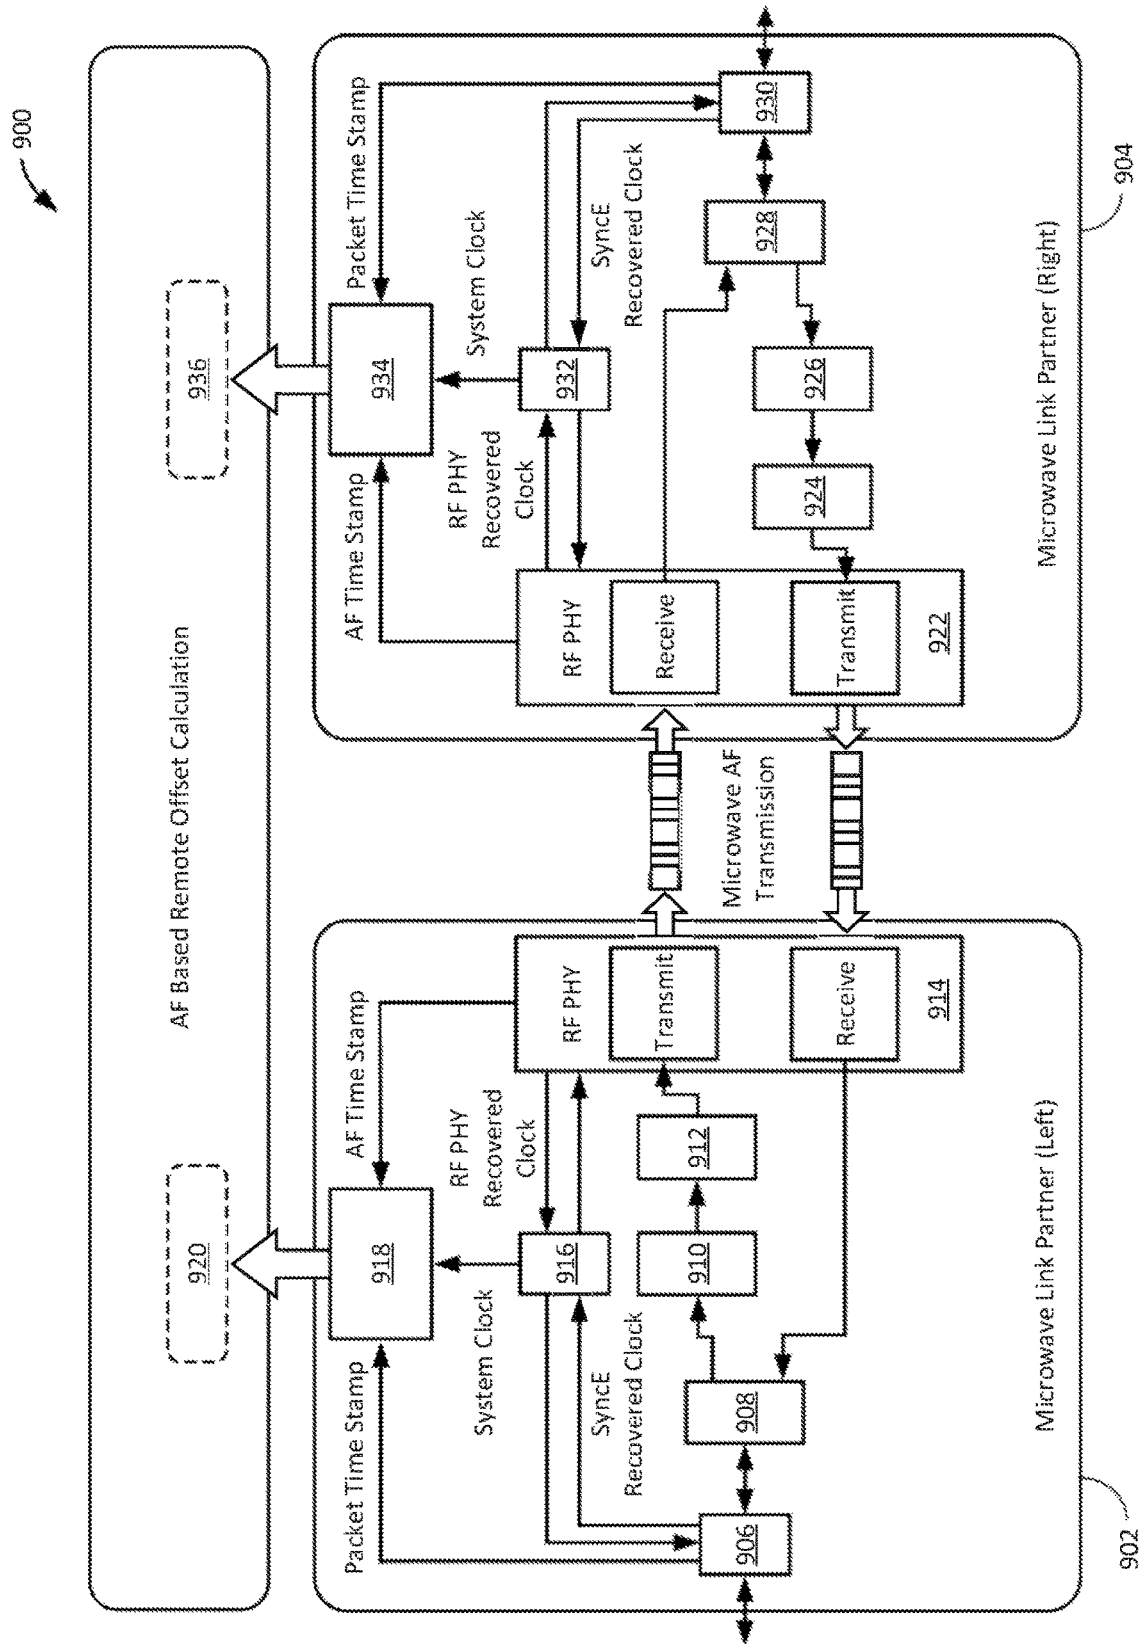 900
AF Based Remote Offset Calculation
920
936
Packet Time Stamp
AF Time Stamp
918
System Clock
RF PHY
Recovered
Clock
916
SyncE
Recovered Clock
906
908
910
912
RF PHY
Transmit
Receive
914
Microwave Link Partner (Left)
902
Microwave AF
Transmission
AF Time Stamp
Packet Time Stamp
934
RF PHY
Recovered
Clock
System Clock
932
SyncE
Recovered Clock
RF PHY
Receive
Transmit
922
924
926
928
930
Microwave Link Partner (Right)
904